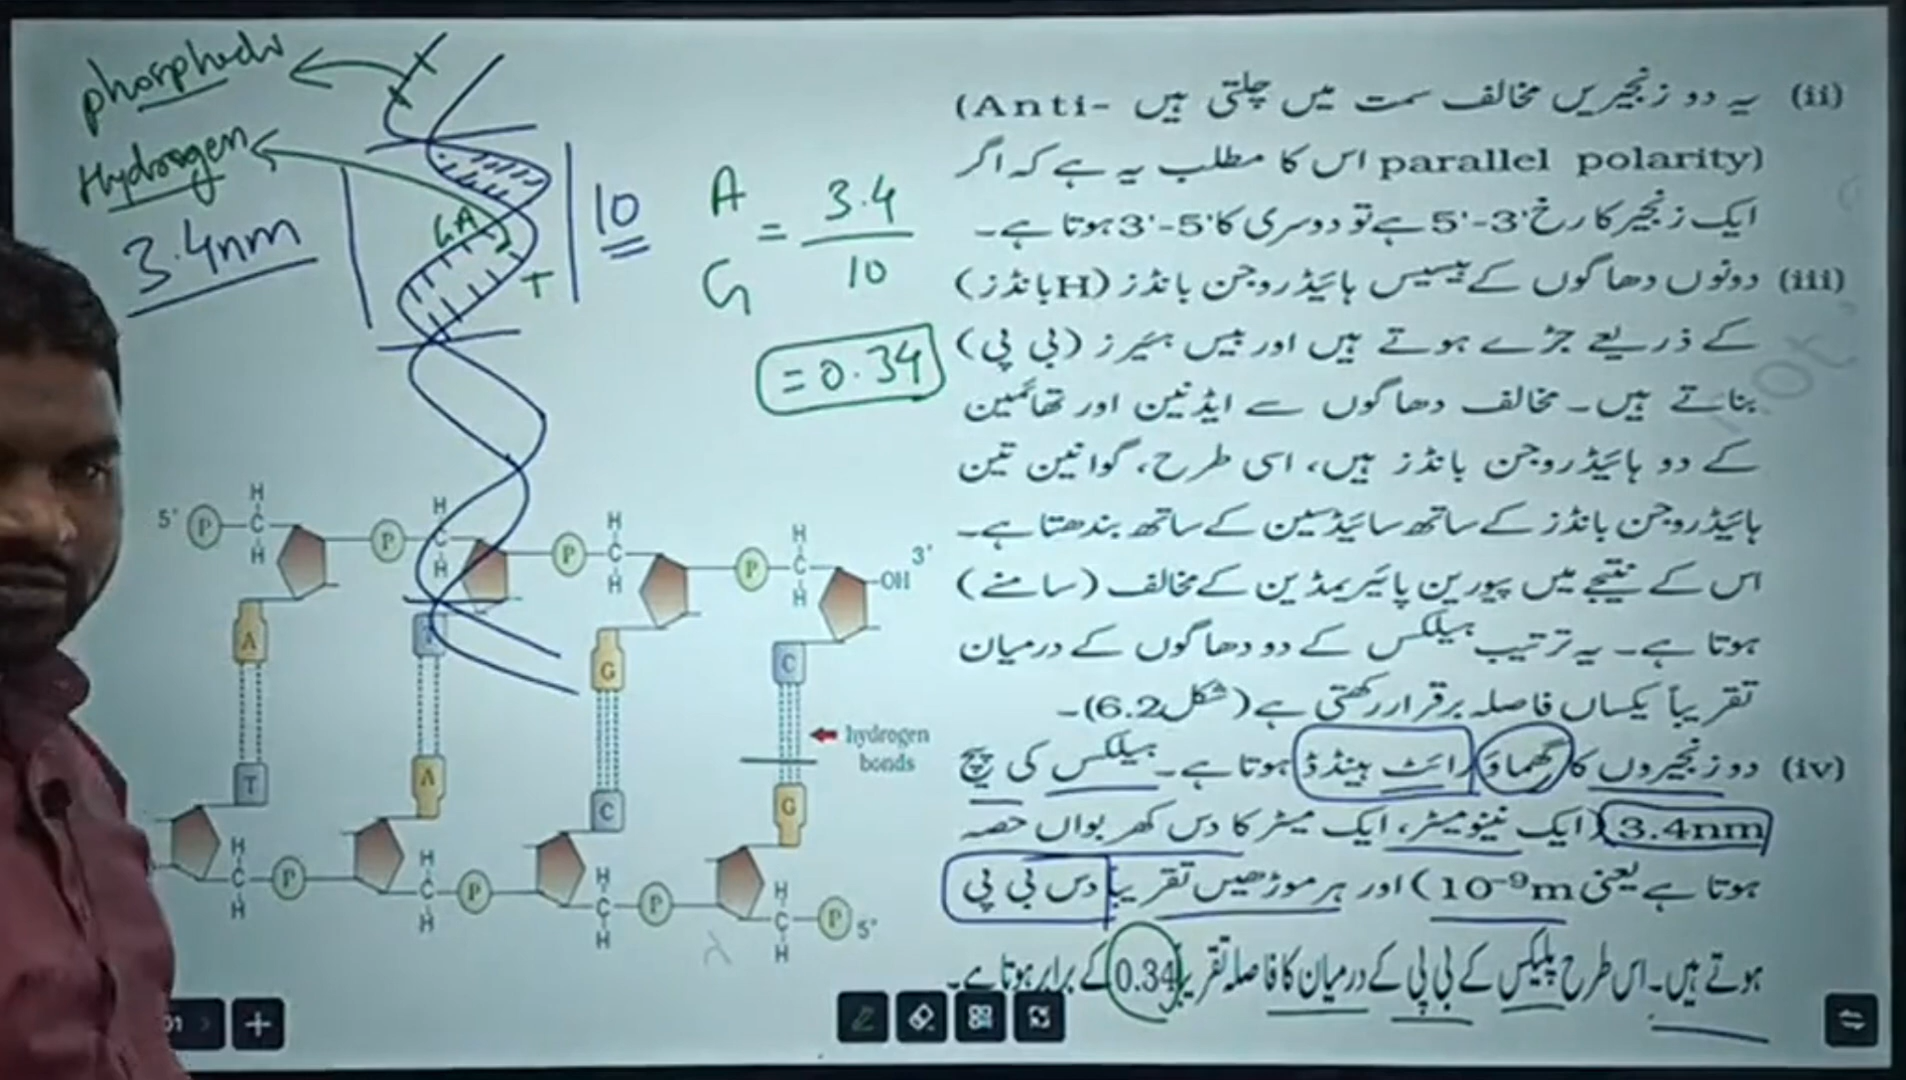 phosphodi
Hydrogen
3.4nm
10
A
G
= 3.4
10
= 0.34
G A
T
(ii) یہ دو زنجیریں مخالف سمت میں چلتی ہیں (Anti-
parallel polarity) اس کا مطلب یہ ہے کہ اگر
ایک زنجیر کا رخ 5'-3' ہے تو دوسری کا 3'-5' ہوتا ہے۔
(iii) دونوں دھاگوں کے بیسیس ہائیڈروجن بانڈز (H بانڈز)
کے ذریعے جڑے ہوتے ہیں اور بیس پئیرز (بی پی)
بناتے ہیں۔ مخالف دھاگوں سے ایڈنین اور تھائمین
کے دو ہائیڈروجن بانڈز ہیں، اسی طرح، گوانین تین
ہائیڈروجن بانڈز کے ساتھ سائیڈسین کے ساتھ بندھتا ہے۔
اس کے نتیجے میں پیورین پائیریمڈین کے مخالف (سامنے)
ہوتا ہے۔ یہ ترتیب ہیلکس کے دو دھاگوں کے درمیان
تقریباً یکساں فاصلہ برقرار رکھتی ہے (شکل 6.2)۔
(iv) دو زنجیروں کا گھماؤ رائٹ ہینڈڈ ہوتا ہے۔ ہیلکس کی پچ
3.4nm (ایک نینومیٹر، ایک میٹر کا دس کھربواں حصہ
ہوتا ہے یعنی 10⁻⁹m) اور ہر موڑ میں تقریباً دس بی پی
ہوتے ہیں۔ اس طرح ہلیکس کے بی پی کے درمیان کا فاصلہ تقریباً 0.34 کے برابر ہوتا ہے۔
H H H H
5' P C P C P C P C 3'
H H H H OH
A G C
hydrogen
bonds
T A C G
H H H H
C P C P C P C P 5'
H H H H
01 > +